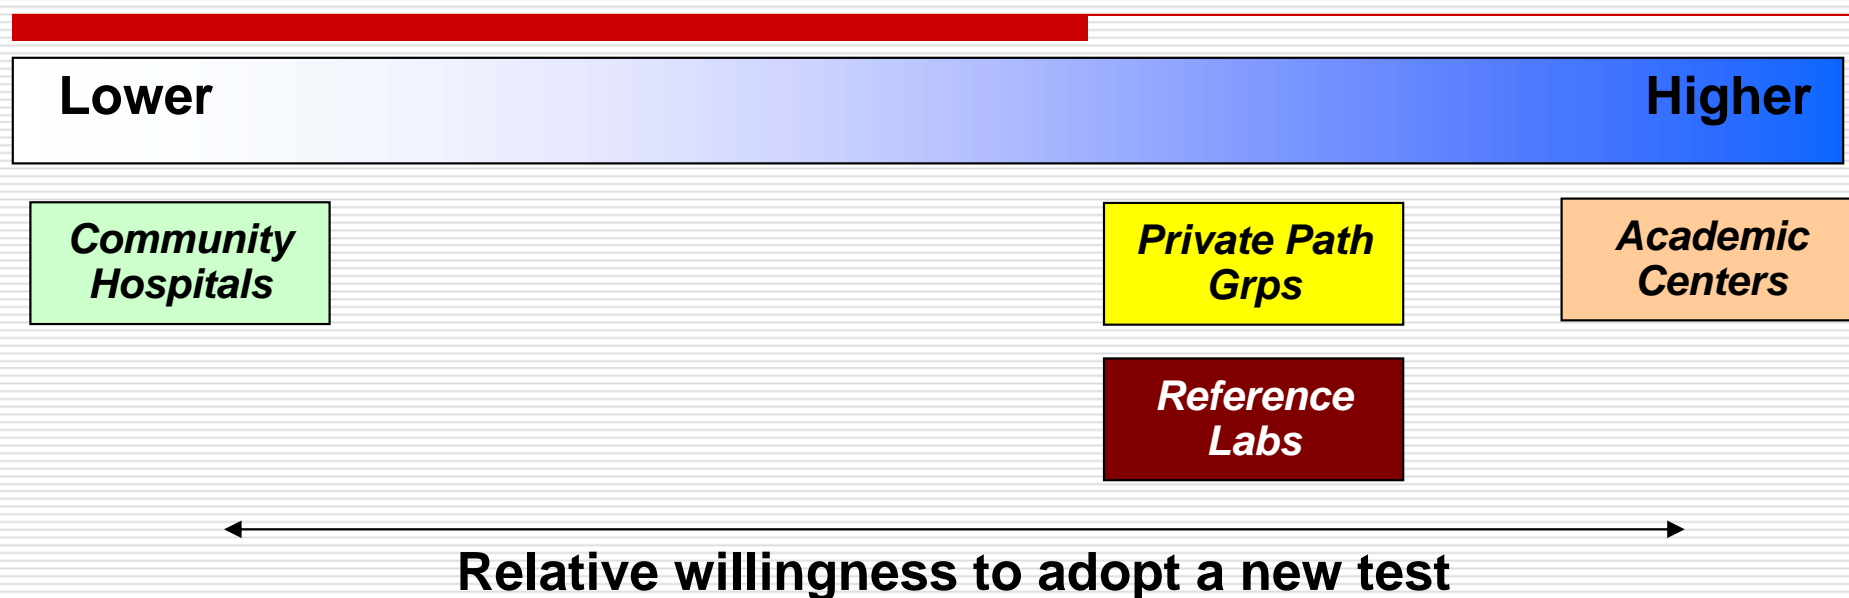 Lower
Higher
Community
Hospitals
Private Path
Grps
Academic
Centers
Reference
Labs
Relative willingness to adopt a new test